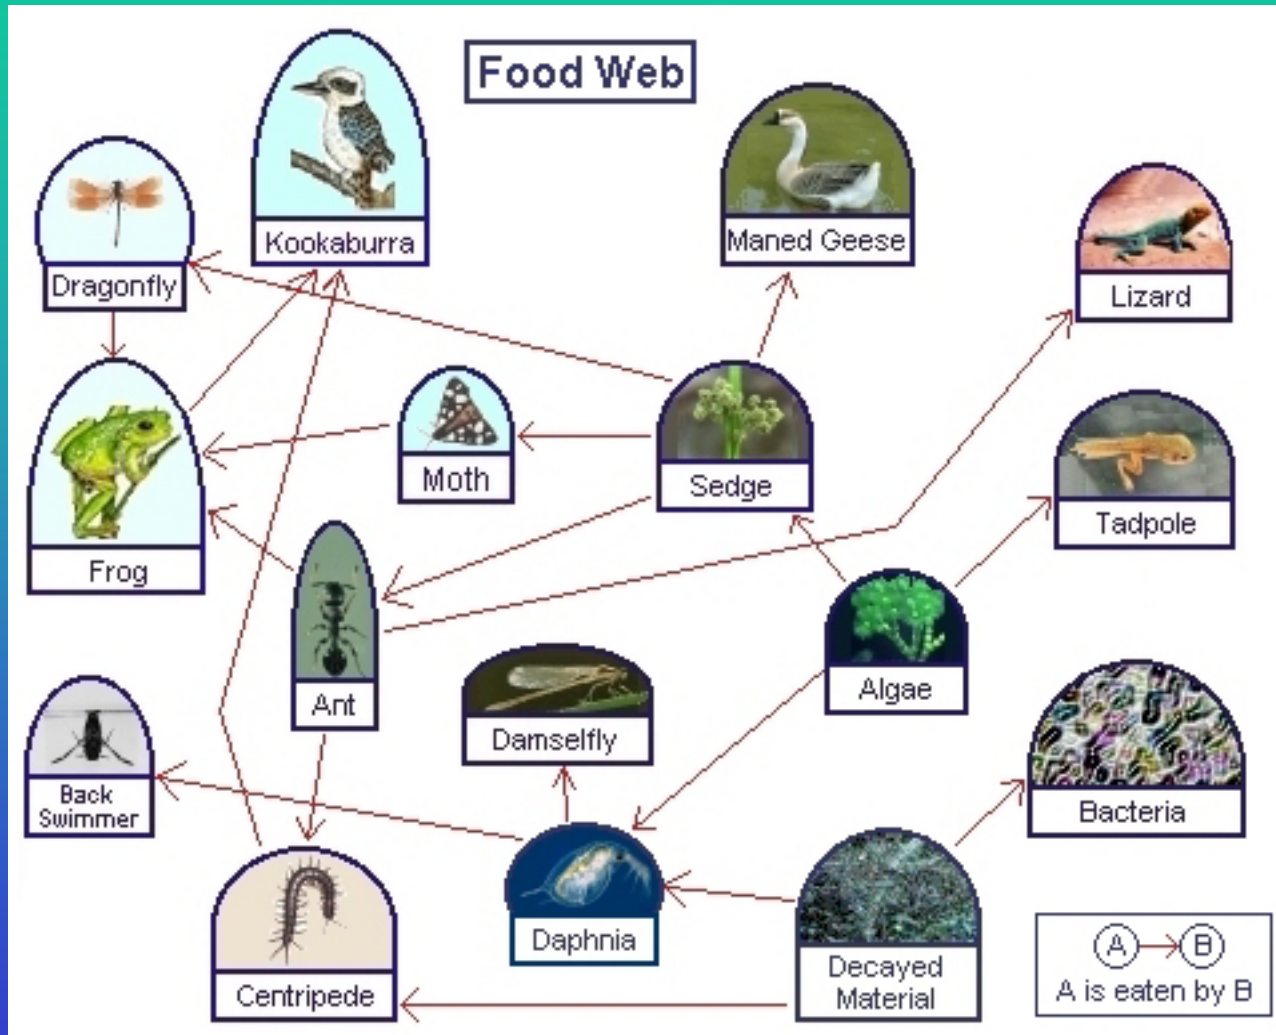 Food Web
Kookaburra
Maned Geese
Dragonfly
Lizard
Moth
Sedge
Tadpole
Frog
Ant
Algae
Damselfly
Back
Swimmer
Bacteria
Daphnia
Centripede
Decayed
Material
A
B
A is eaten by B